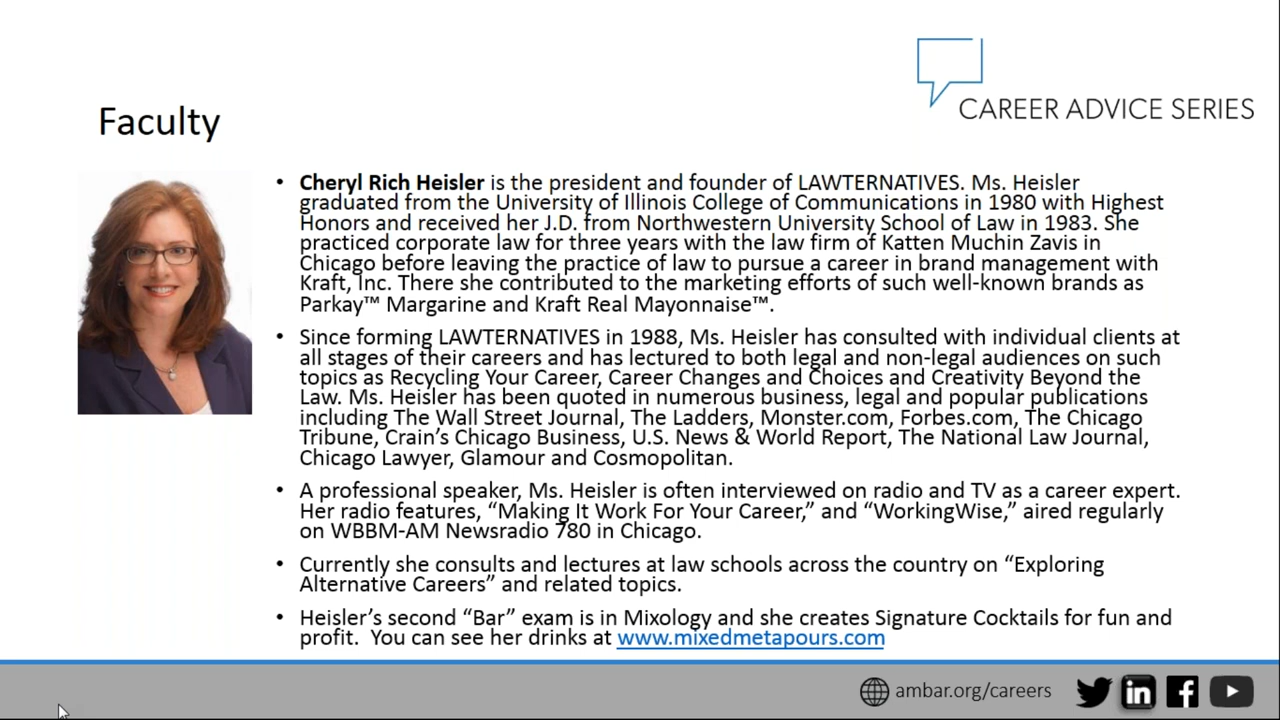 CAREER ADVICE SERIES
Faculty
• Cheryl Rich Heisler is the president and founder of LAWTERNATIVES. Ms. Heisler
graduated from the University of Illinois College of Communications in 1980 with Highest
Honors and received her J.D. from Northwestern University School of Law in 1983. She
practiced corporate law for three years with the law firm of Katten Muchin Zavis in
Chicago before leaving the practice of law to pursue a career in brand management with
Kraft, Inc. There she contributed to the marketing efforts of such well-known brands as
Parkay™ Margarine and Kraft Real Mayonnaise™.
• Since forming LAWTERNATIVES in 1988, Ms. Heisler has consulted with individual clients at
all stages of their careers and has lectured to both legal and non-legal audiences on such
topics as Recycling Your Career, Career Changes and Choices and Creativity Beyond the
Law. Ms. Heisler has been quoted in numerous business, legal and popular publications
including The Wall Street Journal, The Ladders, Monster.com, Forbes.com, The Chicago
Tribune, Crain’s Chicago Business, U.S. News & World Report, The National Law Journal,
Chicago Lawyer, Glamour and Cosmopolitan.
• A professional speaker, Ms. Heisler is often interviewed on radio and TV as a career expert.
Her radio features, “Making It Work For Your Career,” and “WorkingWise,” aired regularly
on WBBM-AM Newsradio 780 in Chicago.
• Currently she consults and lectures at law schools across the country on “Exploring
Alternative Careers” and related topics.
• Heisler’s second “Bar” exam is in Mixology and she creates Signature Cocktails for fun and
profit.  You can see her drinks at www.mixedmetapours.com
ambar.org/careers